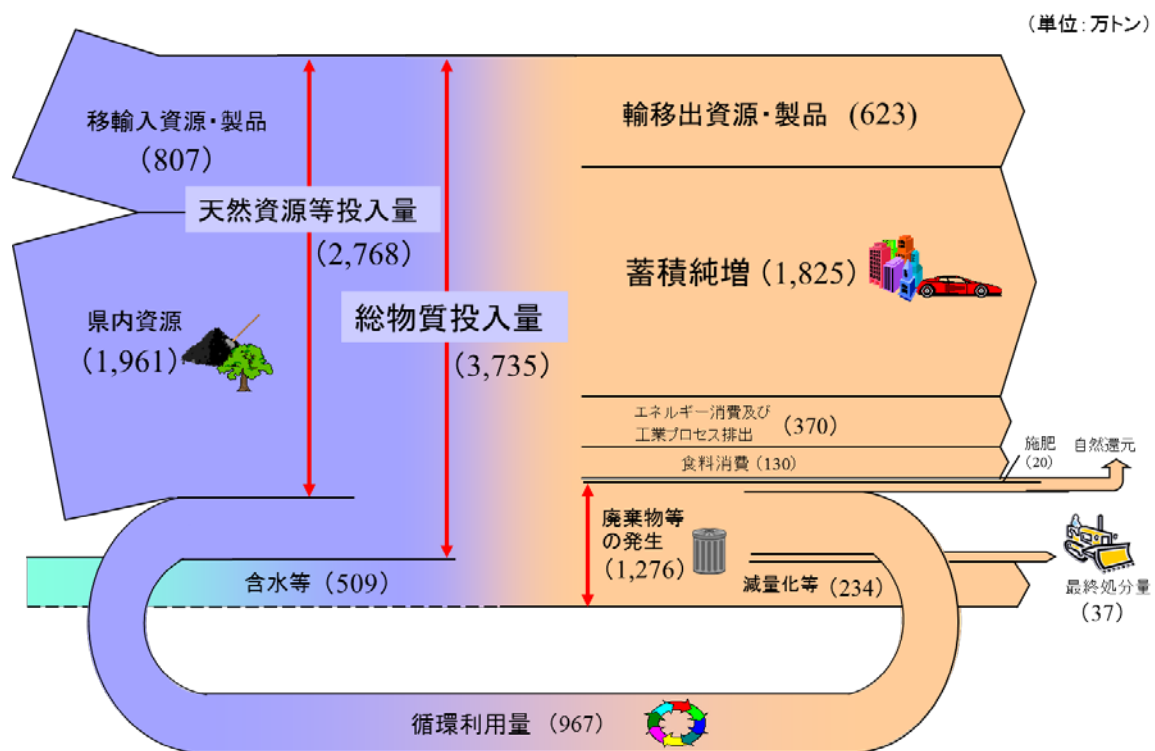 (単位:万トン)
移輸入資源・製品
(807)
輸移出資源・製品 (623)
天然資源等投入量
(2,768)
蓄積純増(1,825)
県内資源
(1,961)
総物質投入量
(3,735)
エネルギー消費及び
工業プロセス排出 (370)
食料消費(130)
施肥
(20)
自然還元
廃棄物等
の発生
(1,276)
含水等(509)
減量化等(234)
最終処分量
(37)
循環利用量 (967)